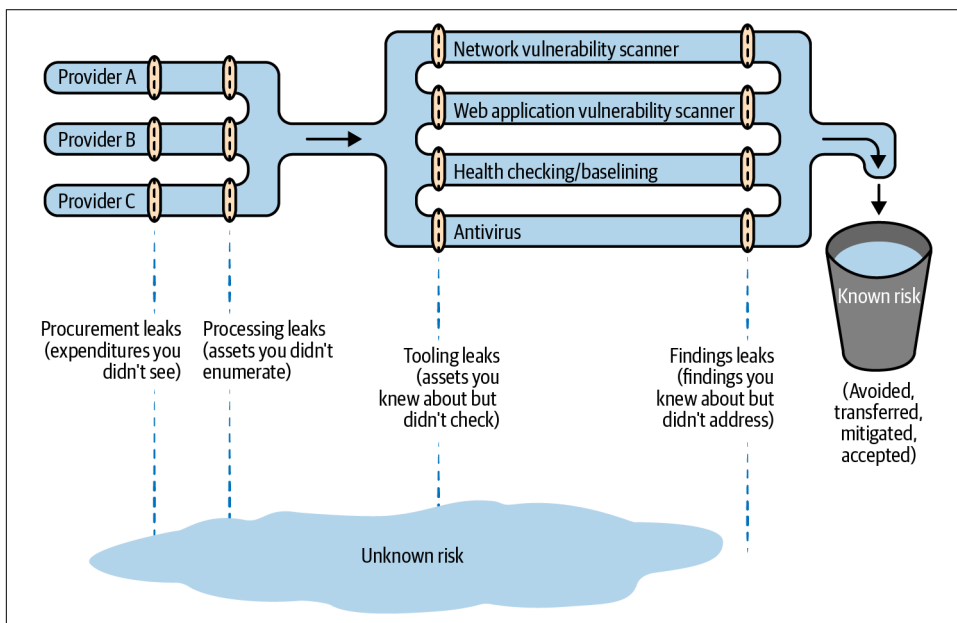 Provider A
Provider B
Provider C
Network vulnerability scanner
Web application vulnerability scanner
Health checking/baselining
Antivirus
Procurement leaks
(expenditures you
didn't see)
Processing leaks
(assets you didn't
enumerate)
Tooling leaks
(assets you
knew about but
didn't check)
Findings leaks
(findings you
knew about but
didn't address)
Known risk
(Avoided,
transferred,
mitigated,
accepted)
Unknown risk